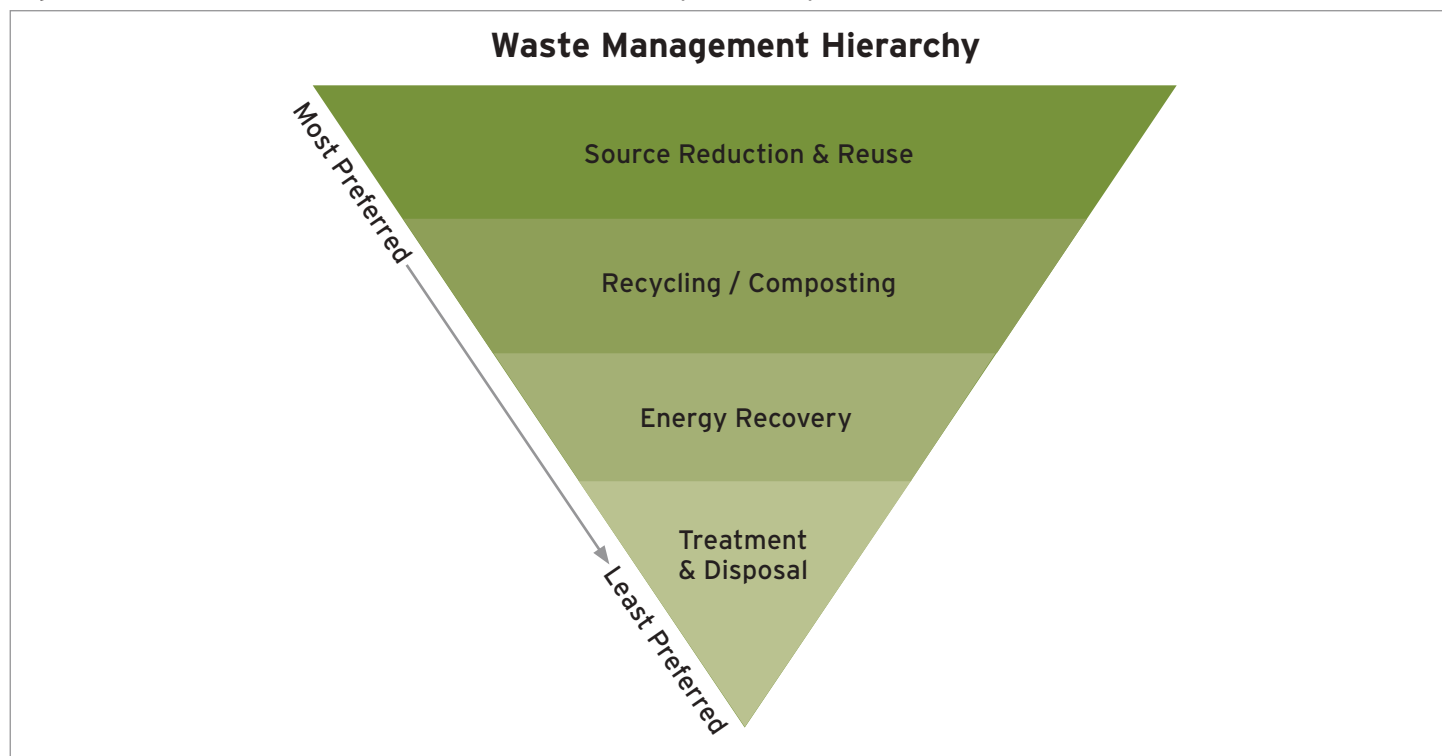 Waste Management Hierarchy
Most Preferred
Source Reduction & Reuse
Recycling / Composting
Energy Recovery
Treatment
& Disposal
Least Preferred